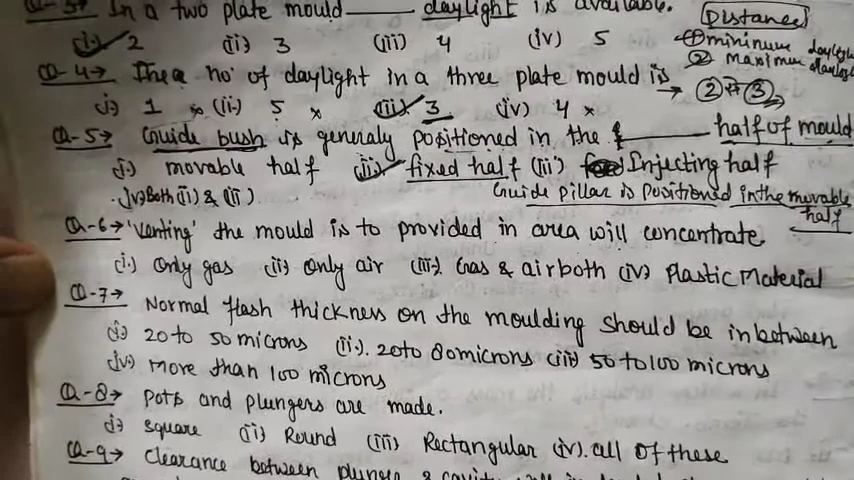 Q-3→ In a two plate mould ______ daylight is available.
(Distance)
(i) 2 (ii) 3 (iii) 4 (iv) 5
① mininum daylight
② maximum daylight
Q-4→ The no' of daylight in a three plate mould is → ② ③
(i) 1 x (ii) 5 x (iii) 3 (iv) 4 x
Q-5→ Guide bush is generaly positioned in the ______ half of mould
(i) movable half (ii) fixed half (iii) Injecting half
(iv) Both (i) & (ii)
Guide pillar is positioned in the movable half
Q-6→ 'Venting' the mould is to provided in area will concentrate
(i). Only gas (ii) Only air (iii). Gas & air both (iv) Plastic Material
Q-7→ Normal flash thickness on the moulding should be in between
(i) 20 to 50 microns (ii). 20 to 80 microns (iii) 50 to 100 microns
(iv) More than 100 microns
Q-8→ Pots and plungers are made.
(i) Square (ii) Round (iii) Rectangular (iv). all of these
Q-9→ Clearance between plunger & cavity